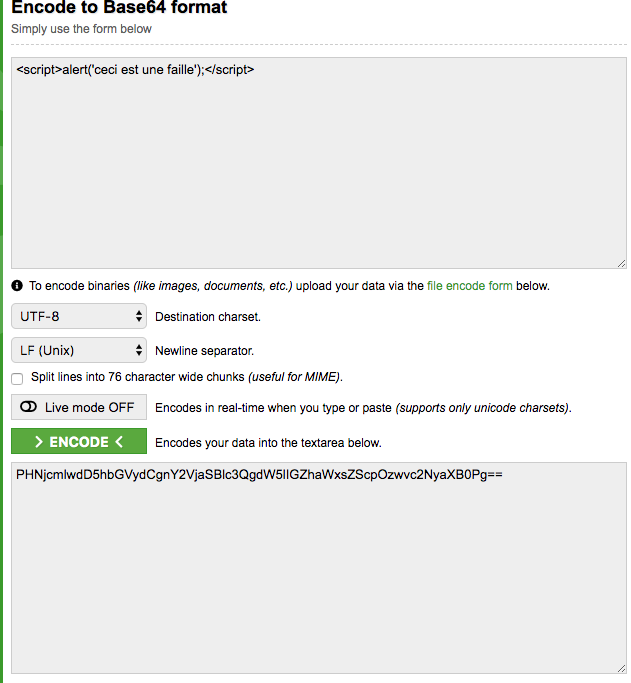 Encode to Base64 format
Simply use the form below
<script>alert('ceci est une faille');</script>
To encode binaries (like images, documents, etc.) upload your data via the file encode form below.
UTF-8 Destination charset.
LF (Unix) Newline separator.
Split lines into 76 character wide chunks (useful for MIME).
Live mode OFF Encodes in real-time when you type or paste (supports only unicode charsets).
> ENCODE < Encodes your data into the textarea below.
PHNjcmlwdD5hbGVydCgnY2VjaSBlc3QgdW5lIGZhaWxsZScpOzwvc2NyaXB0Pg==